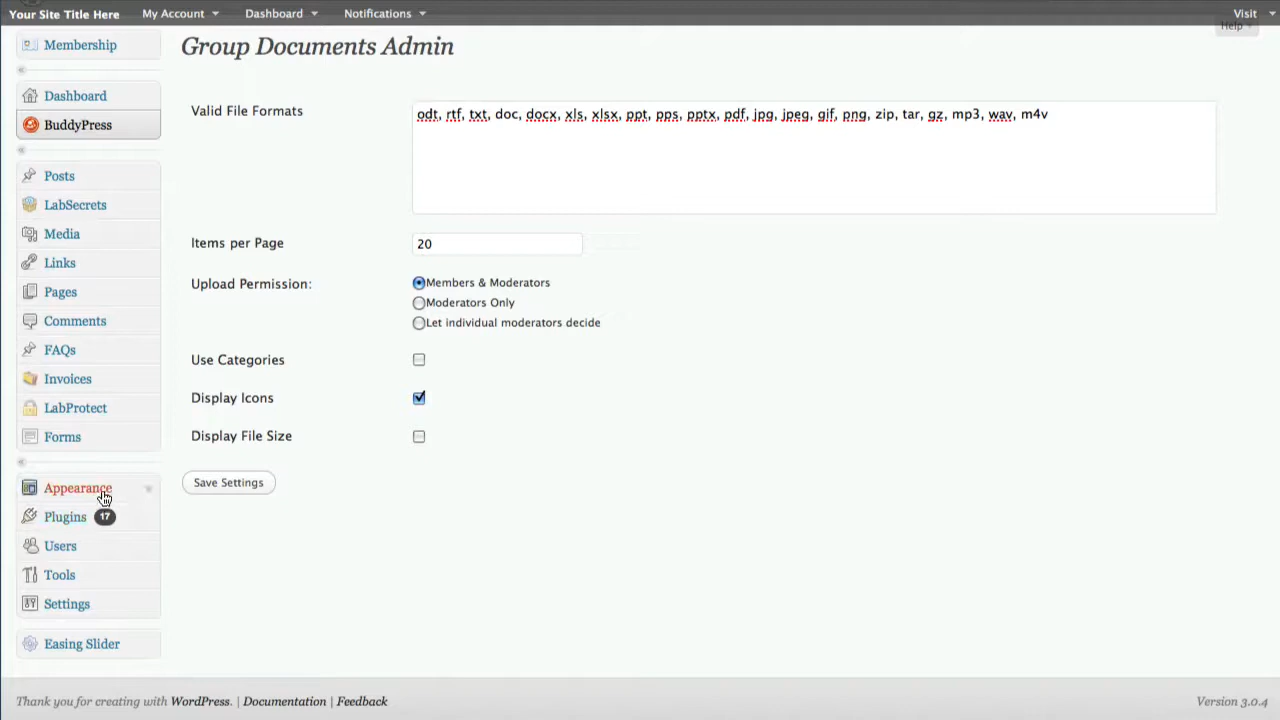 Your Site Title Here My Account Dashboard Notifications Visit
Help
Membership
Dashboard
BuddyPress
Posts
LabSecrets
Media
Links
Pages
Comments
FAQs
Invoices
LabProtect
Forms
Appearance
Plugins 17
Users
Tools
Settings
Easing Slider
Group Documents Admin
Valid File Formats
odt, rtf, txt, doc, docx, xls, xlsx, ppt, pps, pptx, pdf, jpg, jpeg, gif, png, zip, tar, gz, mp3, wav, m4v
Items per Page
20
Upload Permission:
Members & Moderators
Moderators Only
Let individual moderators decide
Use Categories
Display Icons
Display File Size
Save Settings
Thank you for creating with WordPress. | Documentation | Feedback
Version 3.0.4